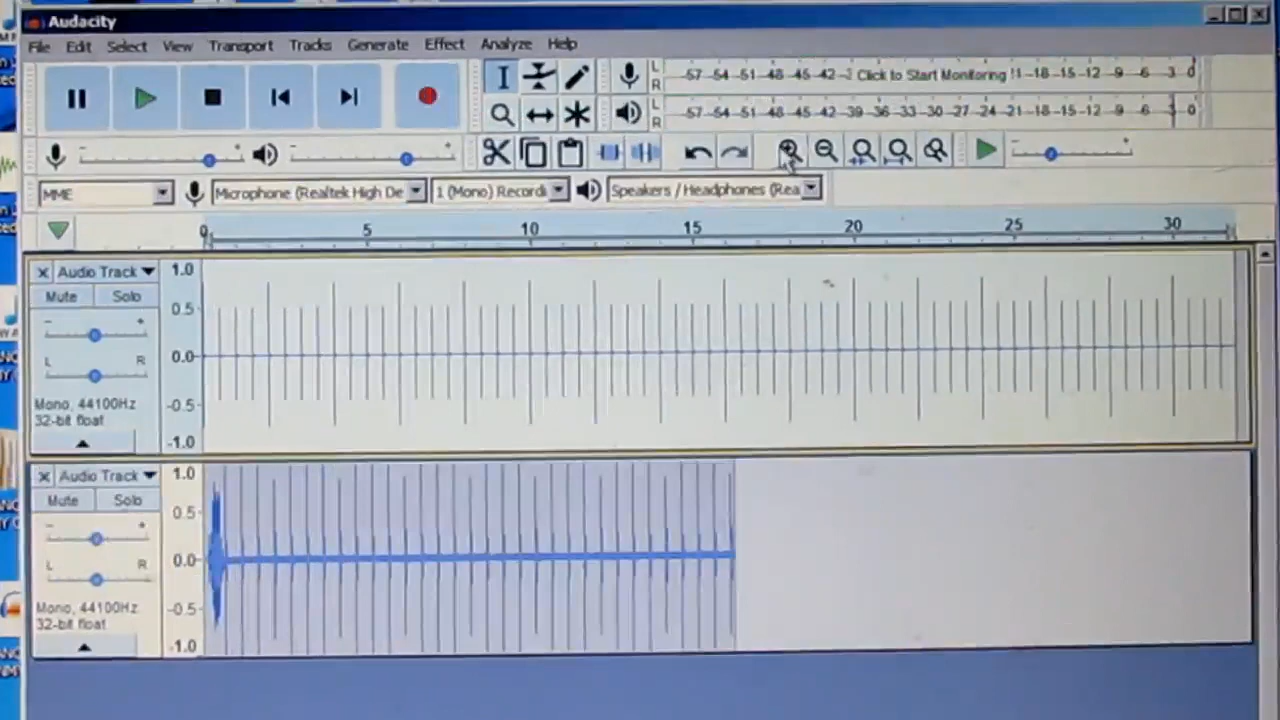 Audacity
File Edit Select View Transport Tracks Generate Effect Analyze Help
L
R
-57 -54 -51 -48 -45 -42 Click to Start Monitoring -18 -15 -12 -9 -6 -3 0
L
R
-57 -54 -51 -48 -45 -42 -39 -36 -33 -30 -27 -24 -21 -18 -15 -12 -9 -6 -3 0
- + - +
MME Microphone (Realtek High De 1 (Mono) Recordi Speakers / Headphones (Rea
0 5 10 15 20 25 30
X Audio Track 1.0
Mute Solo
0.5
- +
0.0
L R
Mono, 44100Hz -0.5
32-bit float
-1.0
X Audio Track 1.0
Mute Solo
0.5
- +
0.0
L R
Mono, 44100Hz -0.5
32-bit float
-1.0